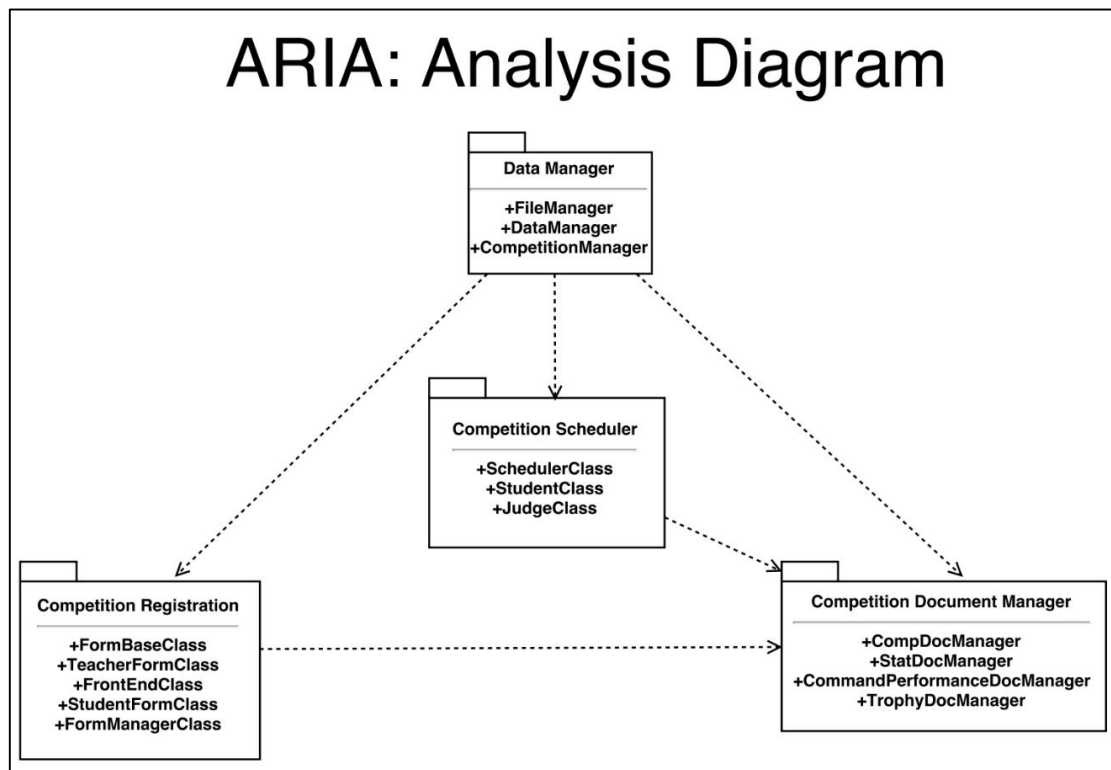 ARIA: Analysis Diagram
Data Manager
+FileManager
+DataManager
+CompetitionManager
Competition Scheduler
+SchedulerClass
+StudentClass
+JudgeClass
Competition Registration
+FormBaseClass
+TeacherFormClass
+FrontEndClass
+StudentFormClass
+FormManagerClass
Competition Document Manager
+CompDocManager
+StatDocManager
+CommandPerformanceDocManager
+TrophyDocManager